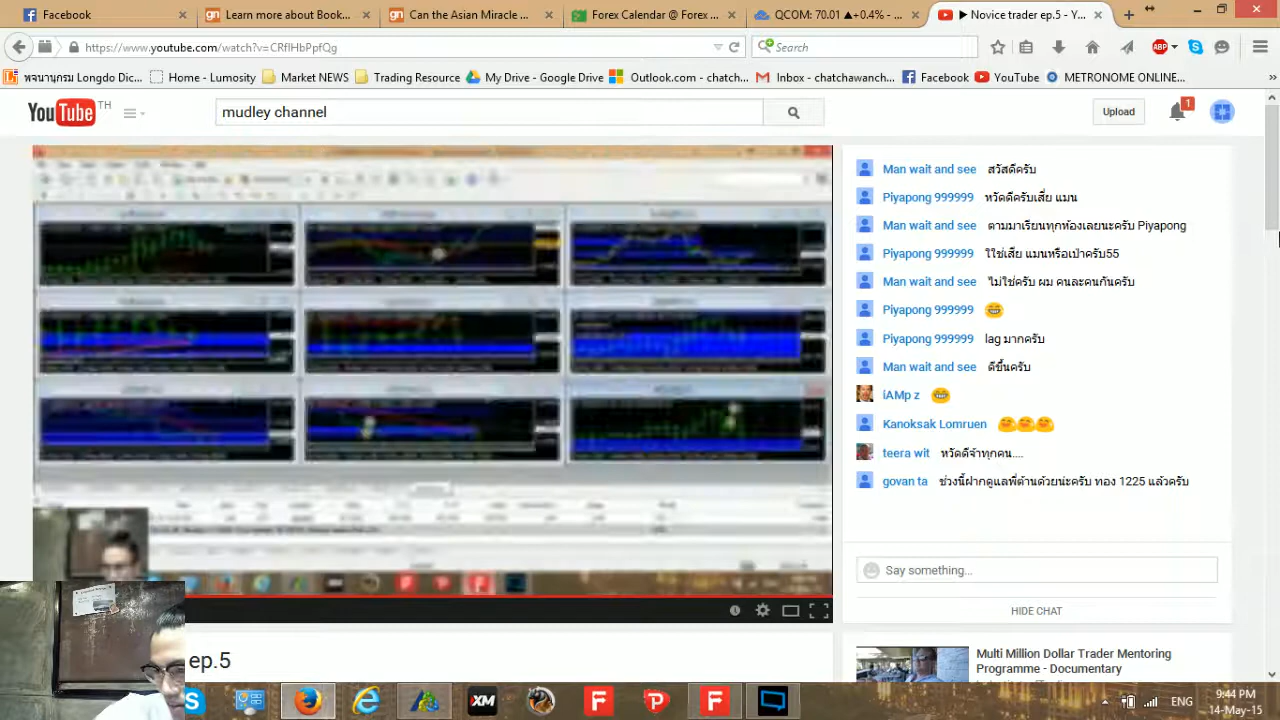 Facebook
Learn more about Book...
Can the Asian Miracle ...
Forex Calendar @ Forex ...
QCOM: 70.01 ▲+0.4% - ...
▶ Novice trader ep.5 - Y...
https://www.youtube.com/watch?v=CRfIHbPpfQg
Search
ABP
พจนานุกรม Longdo Dic...
Home - Lumosity
Market NEWS
Trading Resource
My Drive - Google Drive
Outlook.com - chatch...
Inbox - chatchawanch...
Facebook
YouTube
METRONOME ONLINE...
YouTube TH
mudley channel
Upload
1
Man wait and see สวัสดีครับ
Piyapong 999999 หวัดดีครับเสี่ย แมน
Man wait and see ตามมาเรียนทุกห้องเลยนะครับ Piyapong
Piyapong 999999 ใช่เสี่ย แมนหรือเป่าครับ55
Man wait and see ไม่ใช่ครับ ผม คนละคนกันครับ
Piyapong 999999 😂
Piyapong 999999 lag มากครับ
Man wait and see ดีขึ้นครับ
iAMp z 😁
Kanoksak Lomruen 🤗🤗🤗
teera wit หวัดดีจ้าทุกคน....
govan ta ช่วงนี้ฝากดูแลพี่ต้านด้วยน่ะครับ ทอง 1225 แล้วครับ
Say something...
HIDE CHAT
ep.5
Multi Million Dollar Trader Mentoring
Programme - Documentary
XM
ENG
9:44 PM
14-May-15